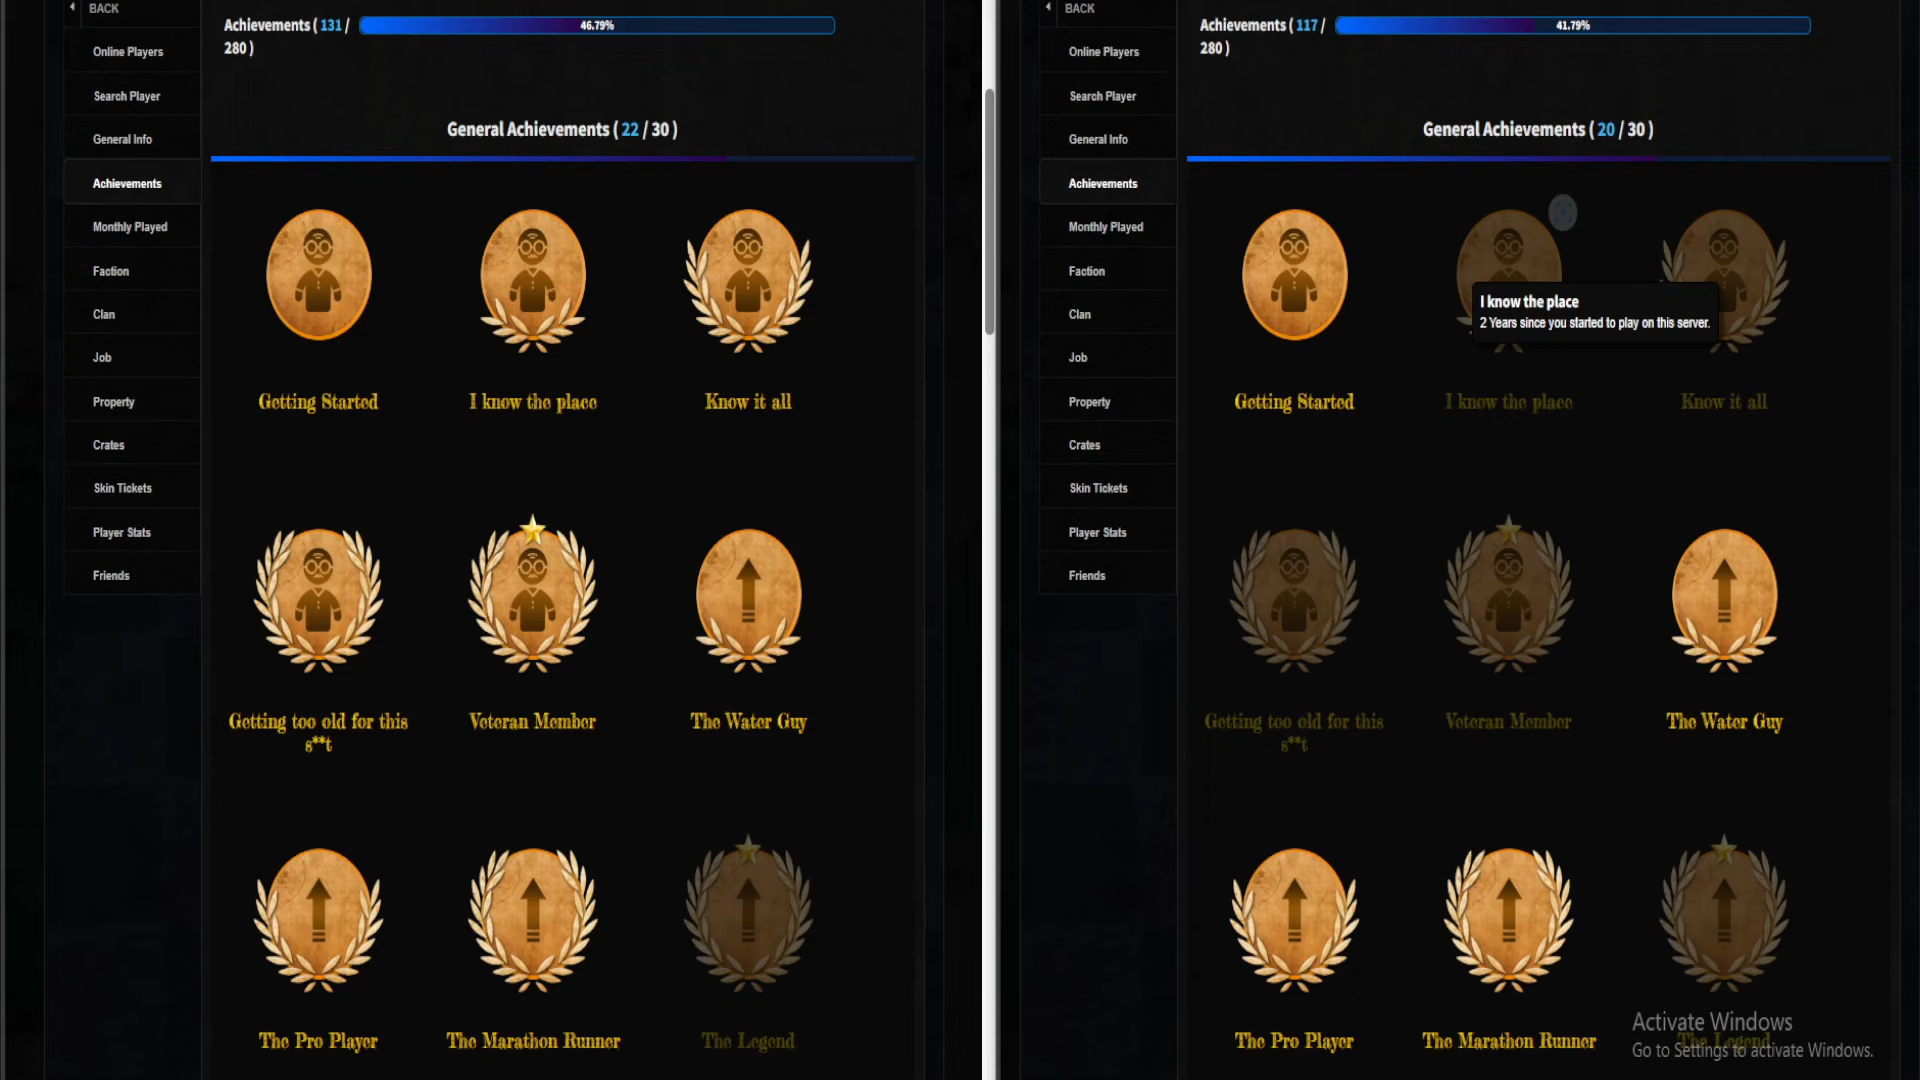 BACK
Online Players
Search Player
General Info
Achievements
Monthly Played
Faction
Clan
Job
Property
Crates
Skin Tickets
Player Stats
Friends
Achievements ( 131 /
280 )
46.79%
General Achievements ( 22 / 30 )
Getting Started
I know the place
Know it all
Getting too old for this
s**t
Veteran Member
The Water Guy
The Pro Player
The Marathon Runner
The Legend
BACK
Online Players
Search Player
General Info
Achievements
Monthly Played
Faction
Clan
Job
Property
Crates
Skin Tickets
Player Stats
Friends
Achievements ( 117 /
280 )
41.79%
General Achievements ( 20 / 30 )
I know the place
2 Years since you started to play on this server.
Getting Started
I know the place
Know it all
Getting too old for this
s**t
Veteran Member
The Water Guy
The Pro Player
The Marathon Runner
The Legend
Activate Windows
Go to Settings to activate Windows.